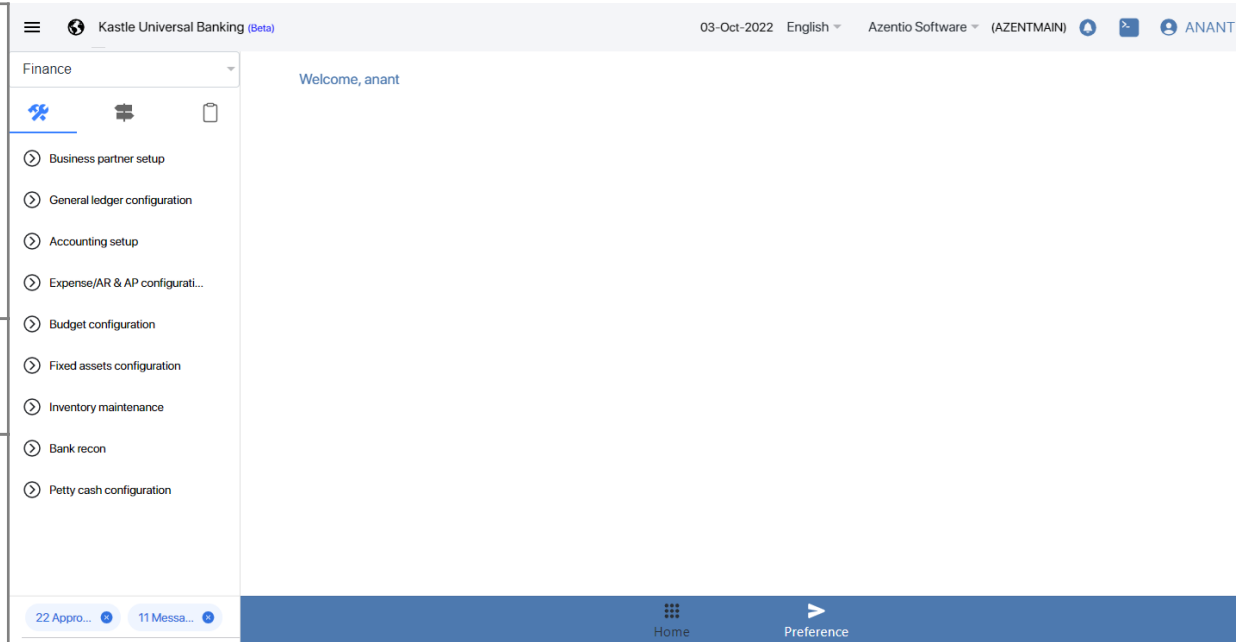 Kastle Universal Banking (Beta) 03-Oct-2022 English Azentio Software (AZENTMAIN) ANANT
Finance
Welcome, anant
Business partner setup
General ledger configuration
Accounting setup
Expense/AR & AP configurati...
Budget configuration
Fixed assets configuration
Inventory maintenance
Bank recon
Petty cash configuration
22 Appro... 11 Messa...
Home Preference